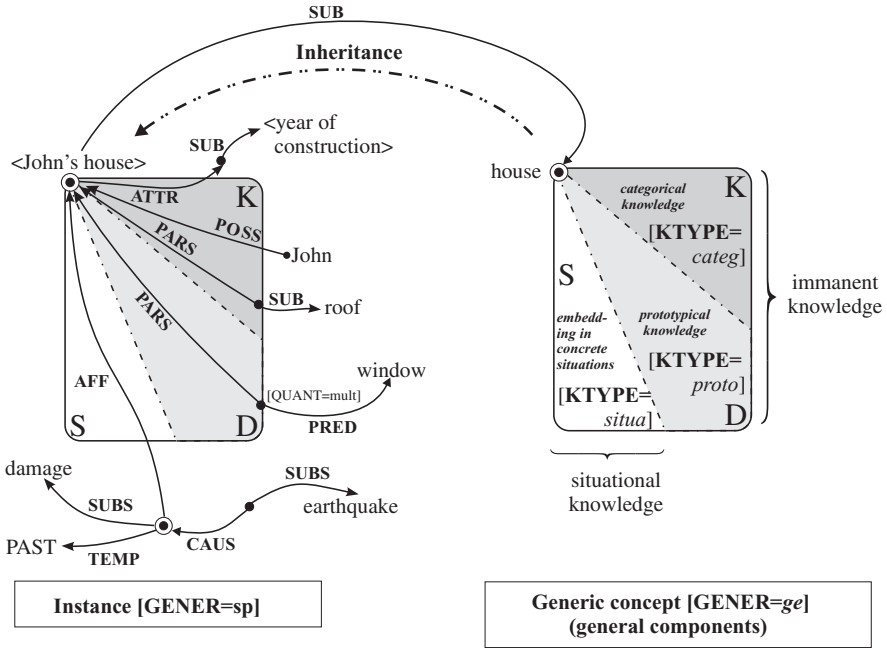 SUB
Inheritance
<year of
construction>
SUB
<John's house>
ATTR
K
POSS
John
PARS
SUB
roof
PARS
window
[QUANT=mult]
PRED
AFF
S
D
damage
SUBS
SUBS
earthquake
CAUS
PAST
TEMP
Instance [GENER=sp]
house
categorical
knowledge
K
[KTYPE=
categ]
S
immanent
knowledge
embedd-
ing in
concrete
situations
prototypical
knowledge
[KTYPE=
proto]
[KTYPE=
situa]
D
situational
knowledge
Generic concept [GENER=ge]
(general components)